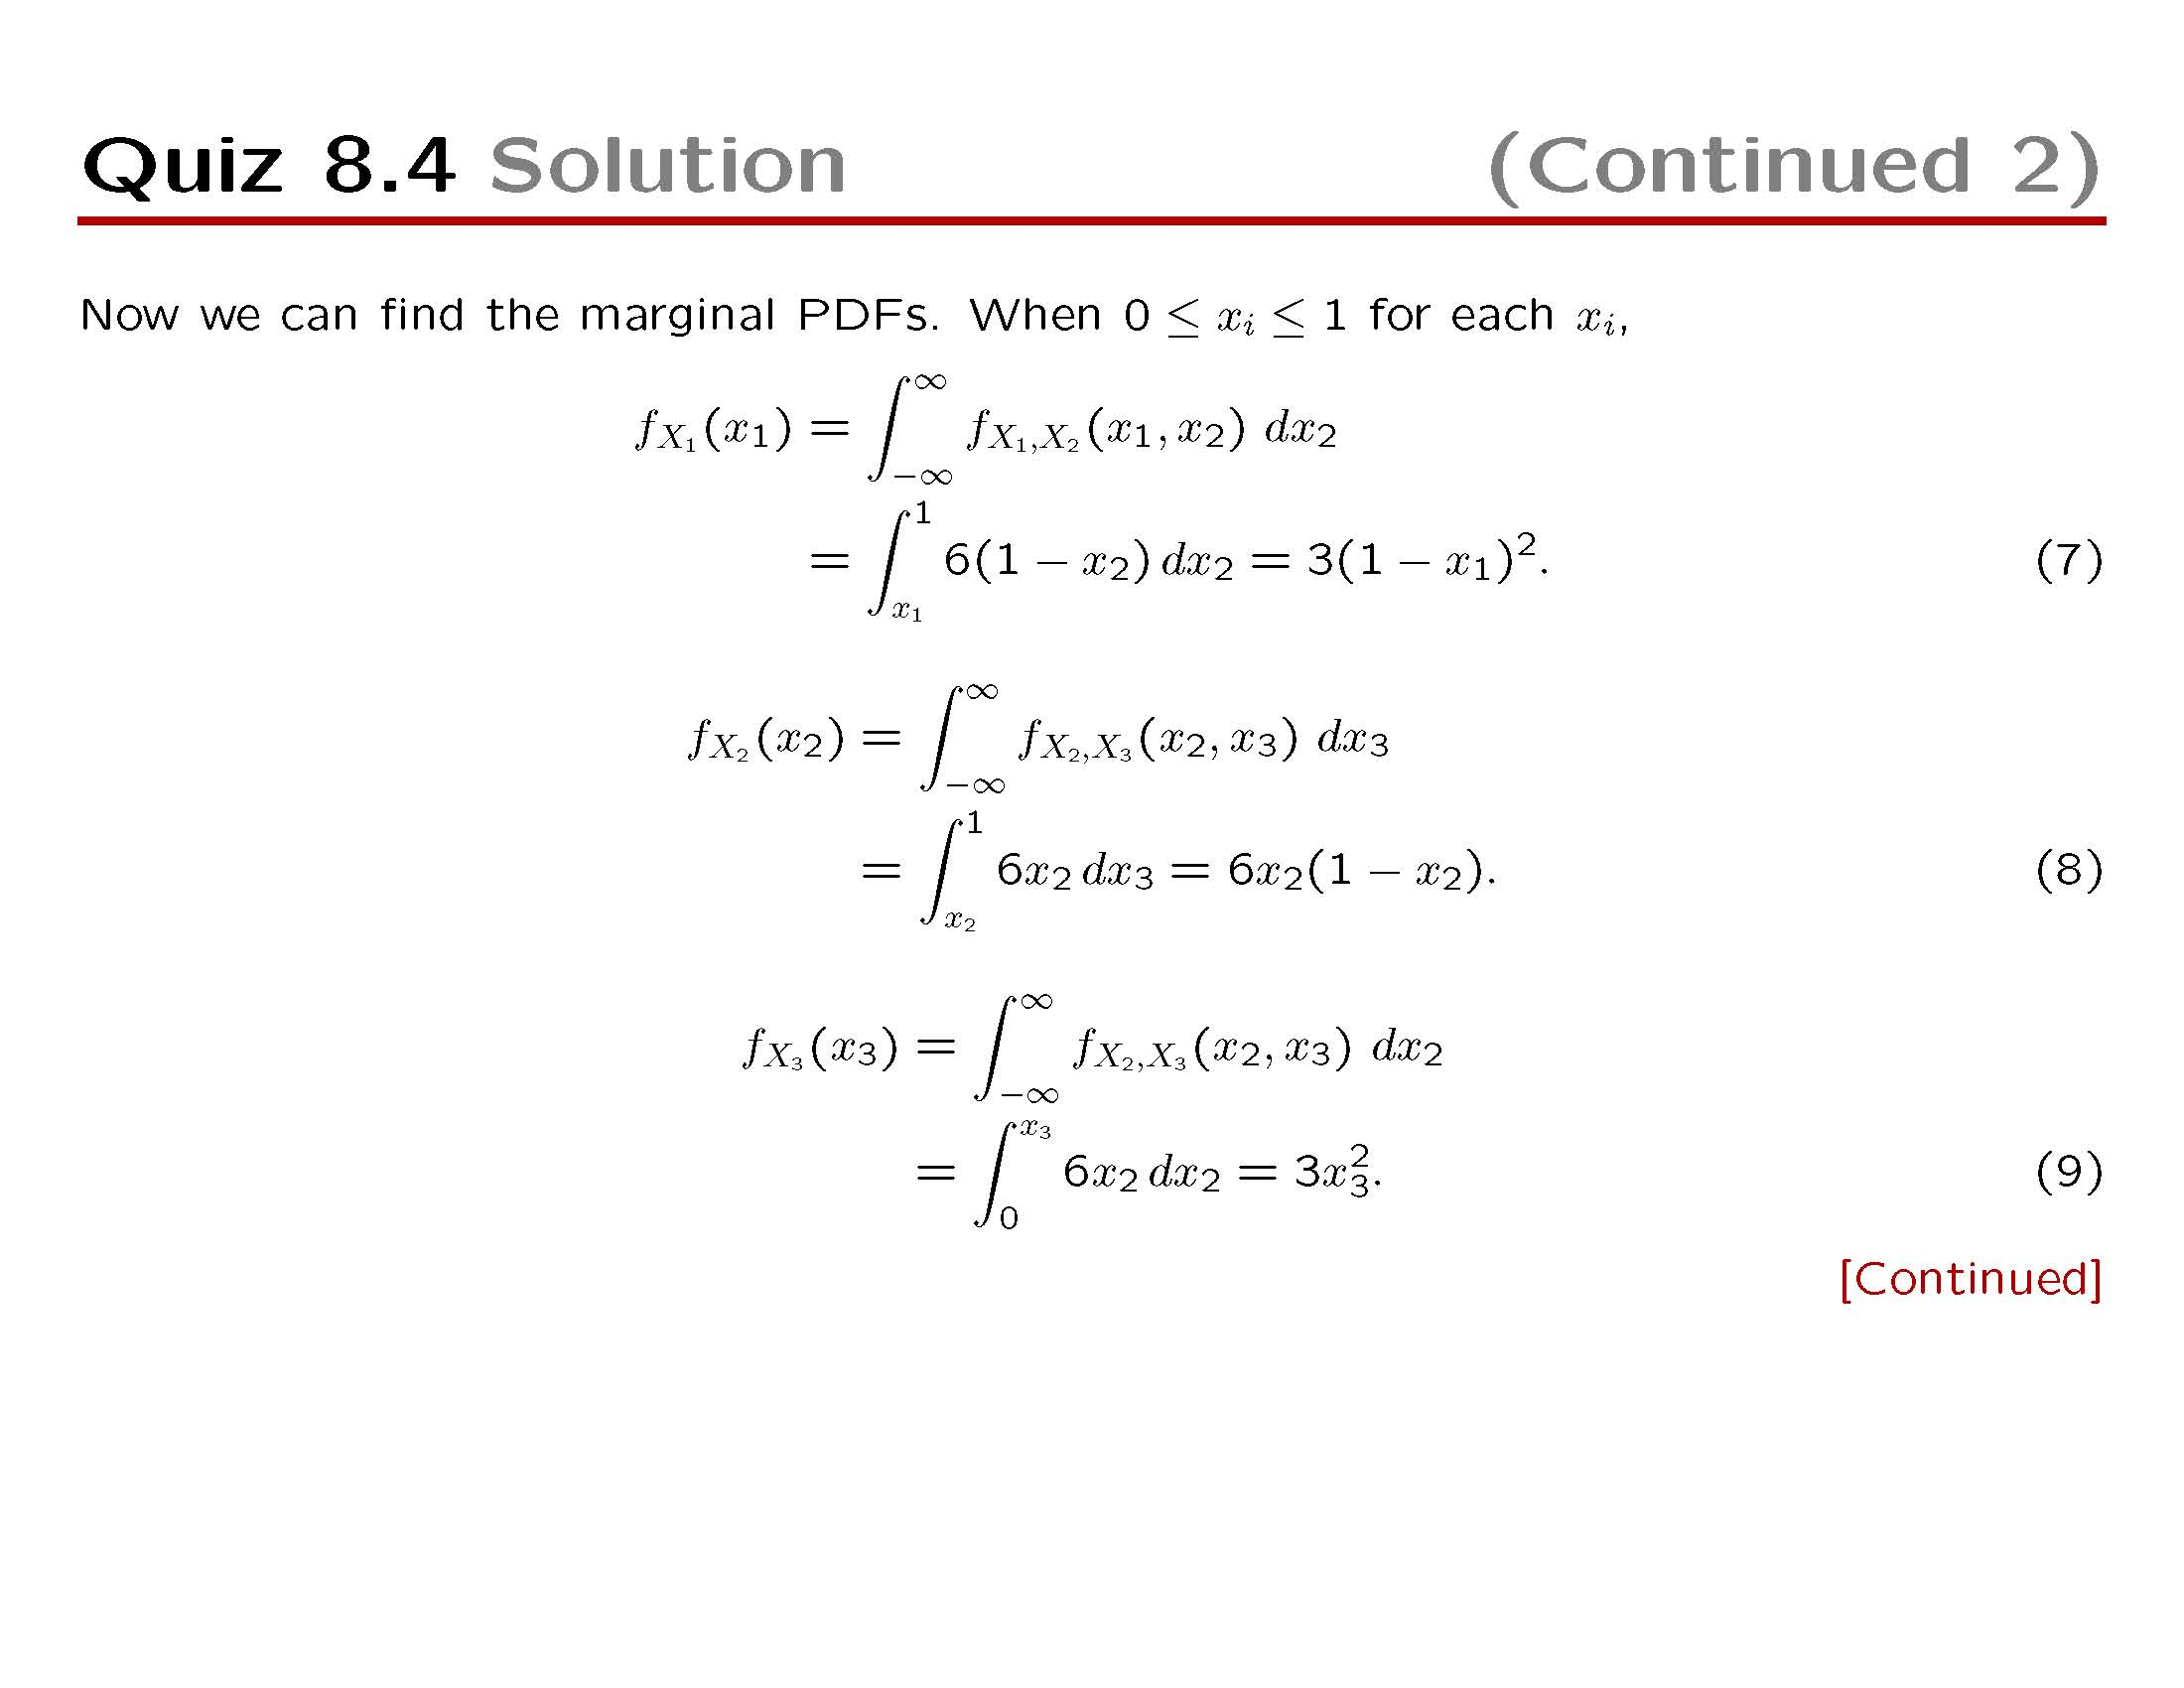 Quiz 8.4 Solution (Continued 2)
Now we can find the marginal PDFs. When 0 ≤ x_i ≤ 1 for each x_i,
f_{X_1}(x_1) = ∫_{−∞}^{∞} f_{X_1,X_2}(x_1, x_2) dx_2
= ∫_{x_1}^{1} 6(1 − x_2) dx_2 = 3(1 − x_1)^2. (7)
f_{X_2}(x_2) = ∫_{−∞}^{∞} f_{X_2,X_3}(x_2, x_3) dx_3
= ∫_{x_2}^{1} 6x_2 dx_3 = 6x_2(1 − x_2). (8)
f_{X_3}(x_3) = ∫_{−∞}^{∞} f_{X_2,X_3}(x_2, x_3) dx_2
= ∫_{0}^{x_3} 6x_2 dx_2 = 3x_3^2. (9)
[Continued]